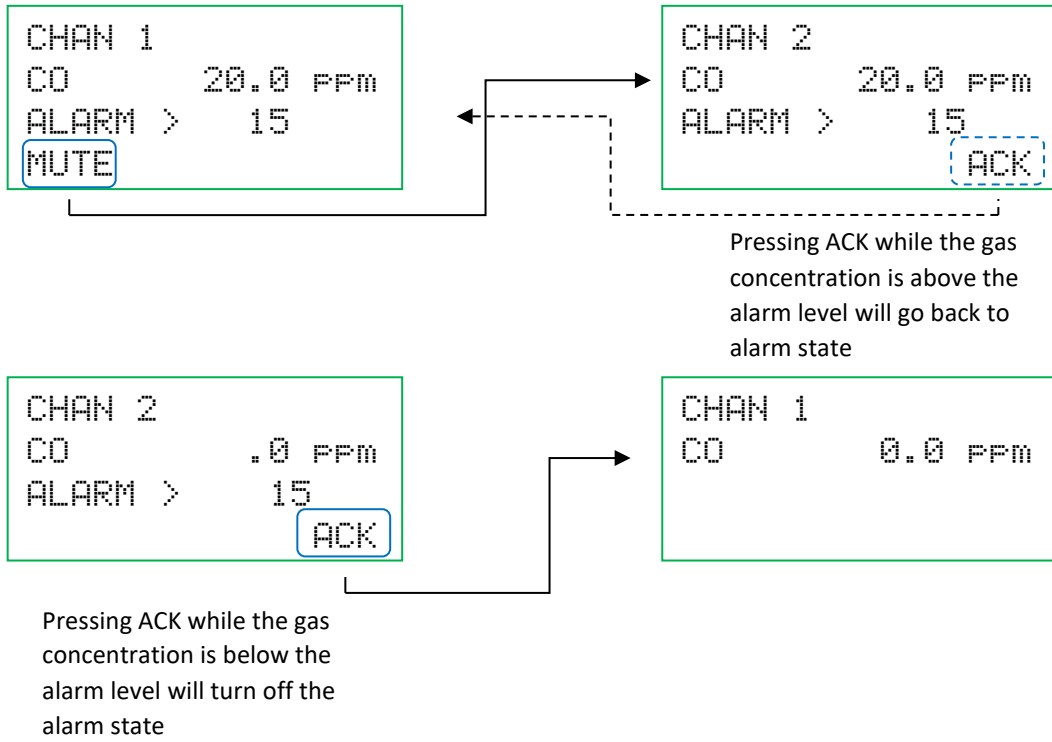 CHAN 1
CO 20.0 ppm
ALARM > 15
MUTE
CHAN 2
CO 20.0 ppm
ALARM > 15
ACK
Pressing ACK while the gas
concentration is above the
alarm level will go back to
alarm state
CHAN 2
CO .0 ppm
ALARM > 15
ACK
Pressing ACK while the gas
concentration is below the
alarm level will turn off the
alarm state
CHAN 1
CO 0.0 ppm